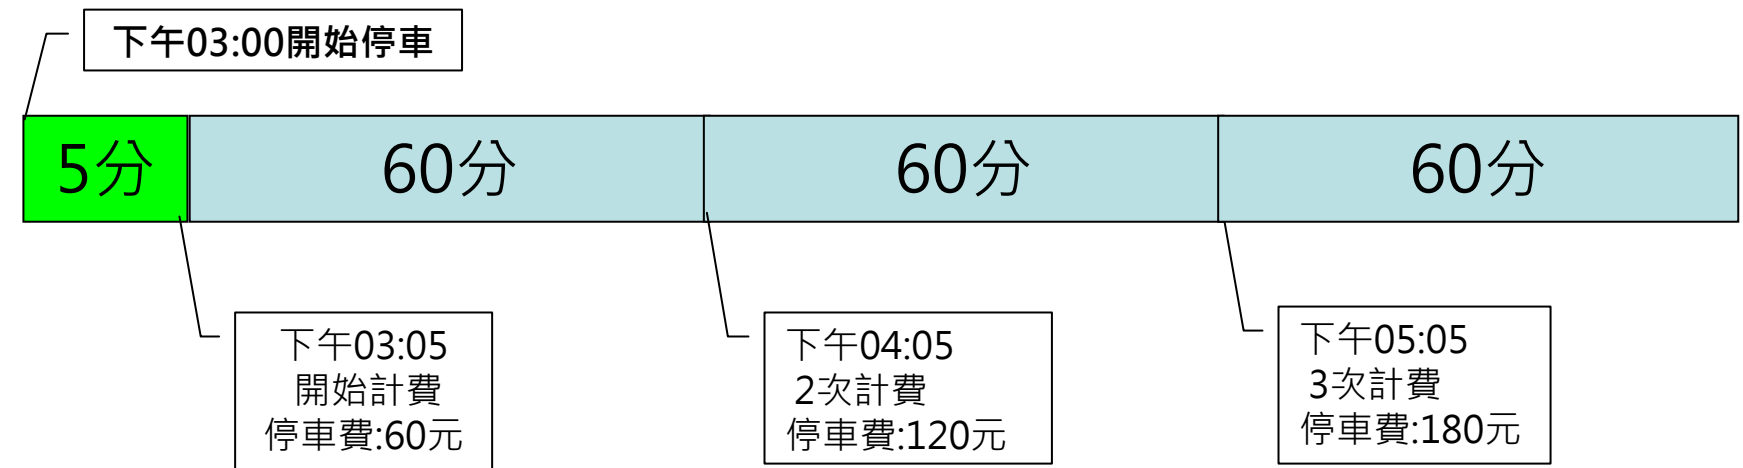 下午03:00開始停車
5分
60分
60分
60分
下午03:05
開始計費
停車費:60元
下午04:05
2次計費
停車費:120元
下午05:05
3次計費
停車費:180元